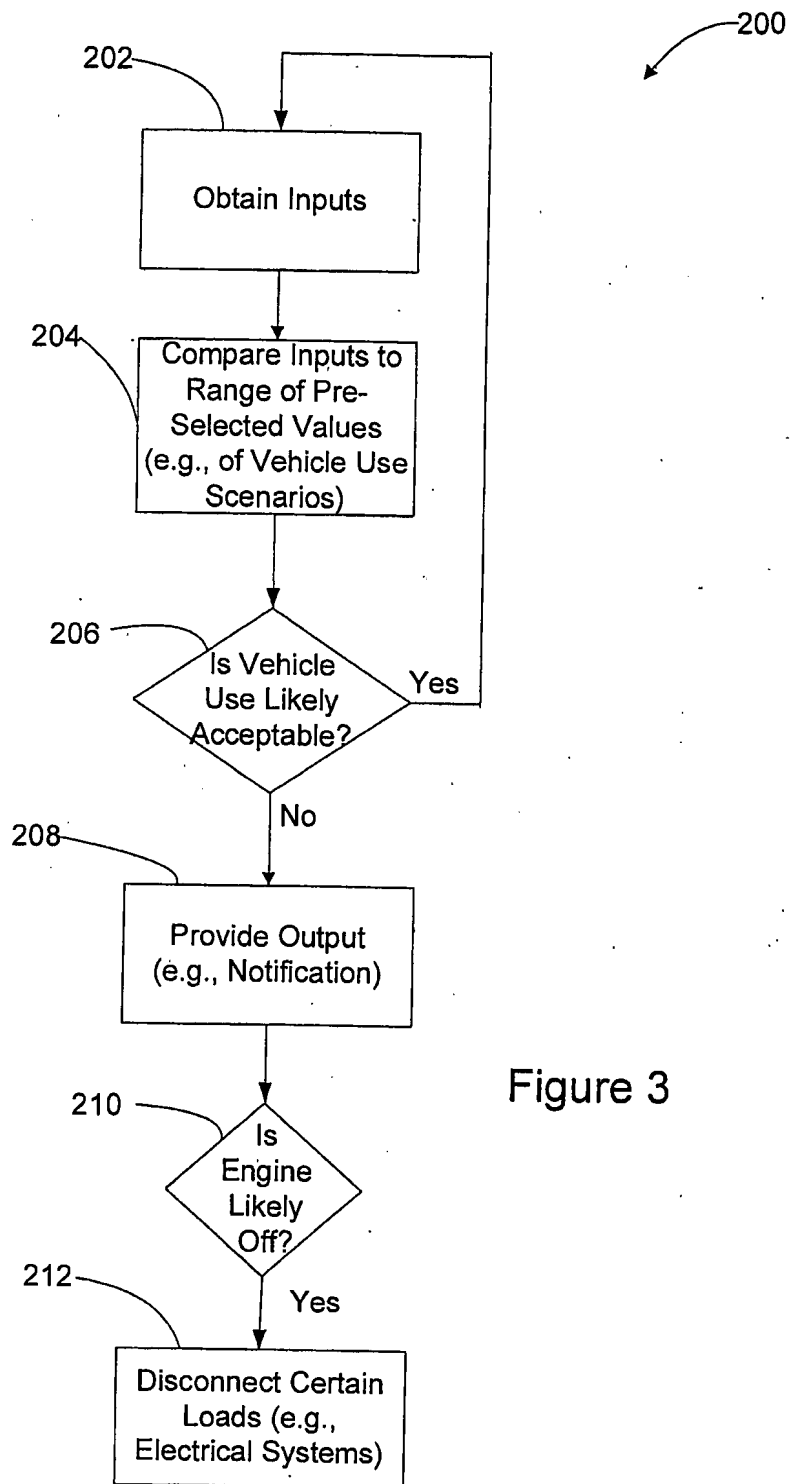 200
202
Obtain Inputs
204
Compare Inputs to
Range of Pre-
Selected Values
(e.g., of Vehicle Use
Scenarios)
206
Is Vehicle
Use Likely
Acceptable?
Yes
No
208
Provide Output
(e.g., Notification)
Figure 3
210
Is
Engine
Likely
Off?
212
Yes
Disconnect Certain
Loads (e.g.,
Electrical Systems)